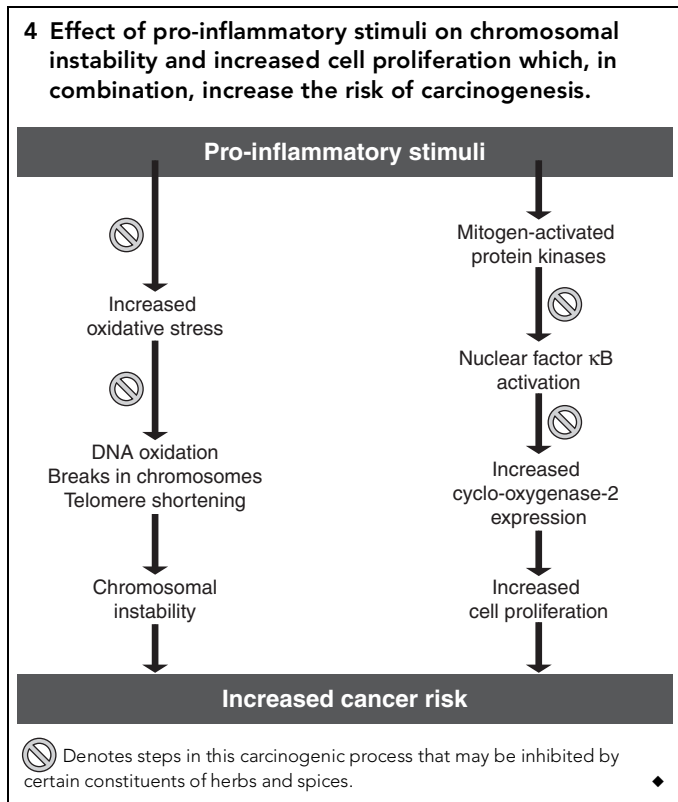 4 Effect of pro-inflammatory stimuli on chromosomal
instability and increased cell proliferation which, in
combination, increase the risk of carcinogenesis.
Pro-inflammatory stimuli
Increased
oxidative stress
DNA oxidation
Breaks in chromosomes
Telomere shortening
Chromosomal
instability
Mitogen-activated
protein kinases
Nuclear factor κB
activation
Increased
cyclo-oxygenase-2
expression
Increased
cell proliferation
Increased cancer risk
Denotes steps in this carcinogenic process that may be inhibited by
certain constituents of herbs and spices.